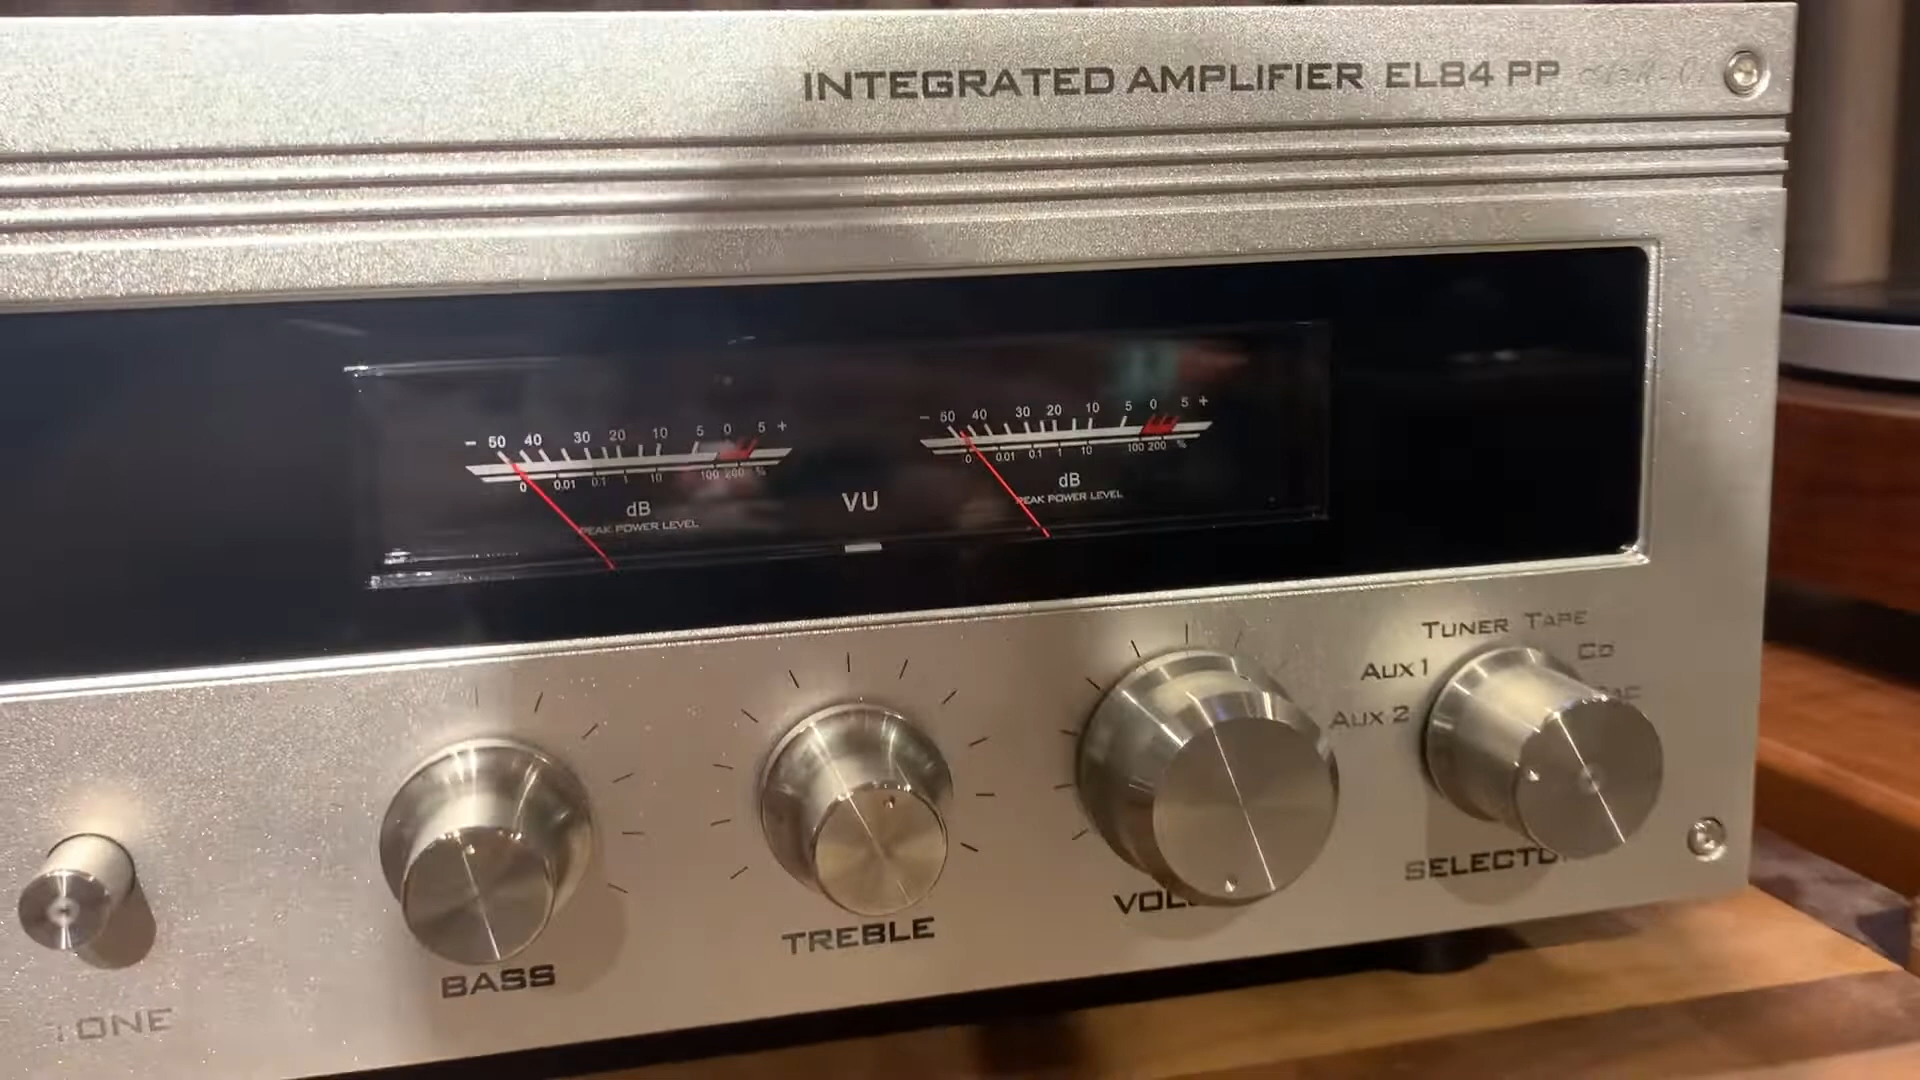 INTEGRATED AMPLIFIER EL84 PP
- 50 40 30 20 10 5 0 5 +
0 0.01 0.1 1 10 100 200 %
dB
PEAK POWER LEVEL
VU
- 50 40 30 20 10 5 0 5 +
0 0.01 0.1 1 10 100 200 %
dB
PEAK POWER LEVEL
TUNER TAPE
AUX 1 CD
AUX 2
TONE
BASS
TREBLE